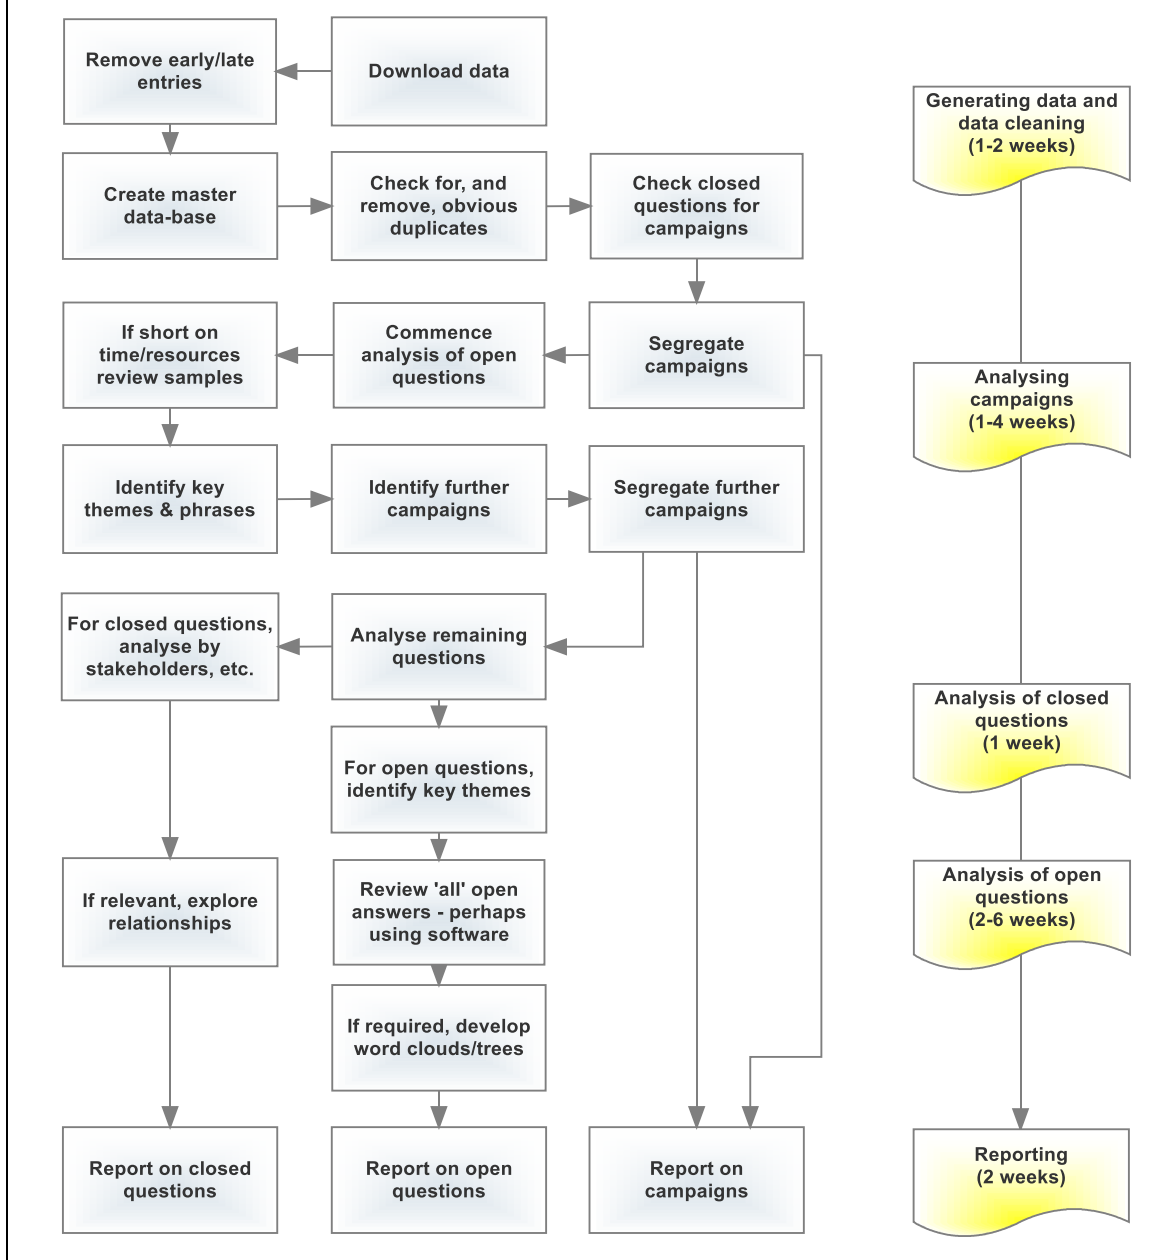 Remove early/late
entries
Download data
Generating data and
data cleaning
(1-2 weeks)
Create master
data-base
Check for, and
remove, obvious
duplicates
Check closed
questions for
campaigns
If short on
time/resources
review samples
Commence
analysis of open
questions
Segregate
campaigns
Analysing
campaigns
(1-4 weeks)
Identify key
themes & phrases
Identify further
campaigns
Segregate further
campaigns
For closed questions,
analyse by
stakeholders, etc.
Analyse remaining
questions
Analysis of closed
questions
(1 week)
For open questions,
identify key themes
If relevant, explore
relationships
Review 'all' open
answers - perhaps
using software
Analysis of open
questions
(2-6 weeks)
If required, develop
word clouds/trees
Report on closed
questions
Report on open
questions
Report on
campaigns
Reporting
(2 weeks)